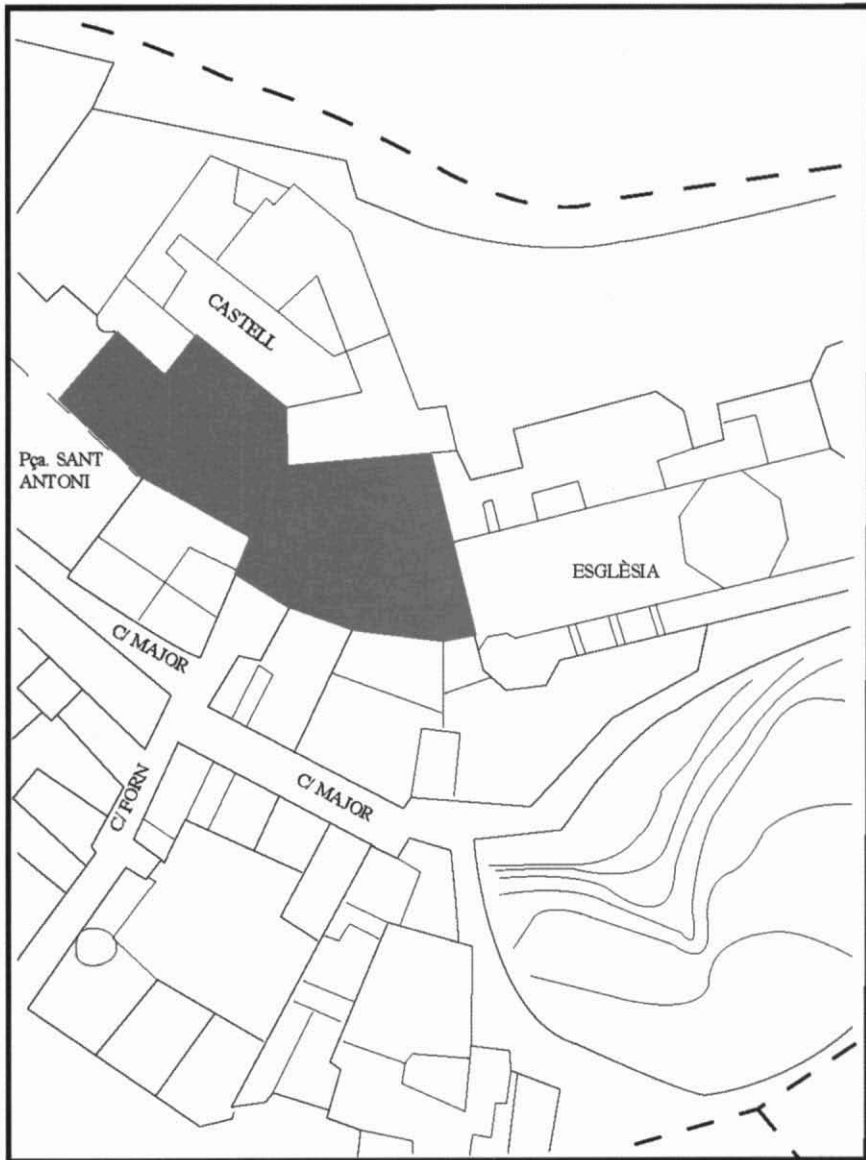 CASTELL
Pça. SANT
ANTONI
ESGLÈSIA
C/ MAJOR
C/ FORN
C/ MAJOR